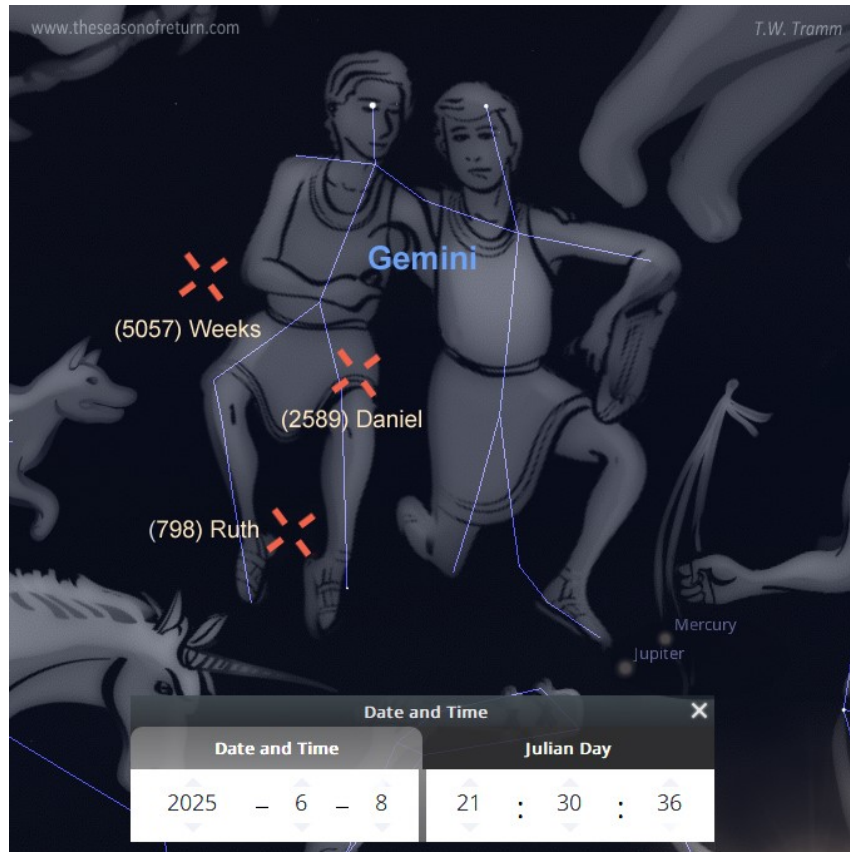 www.theseasonofreturn.com
T.W. Tramm
Gemini
(5057) Weeks
(2589) Daniel
(798) Ruth
Mercury
Jupiter
Date and Time
Date and Time
Julian Day
2025 – 6 – 8
21 : 30 : 36